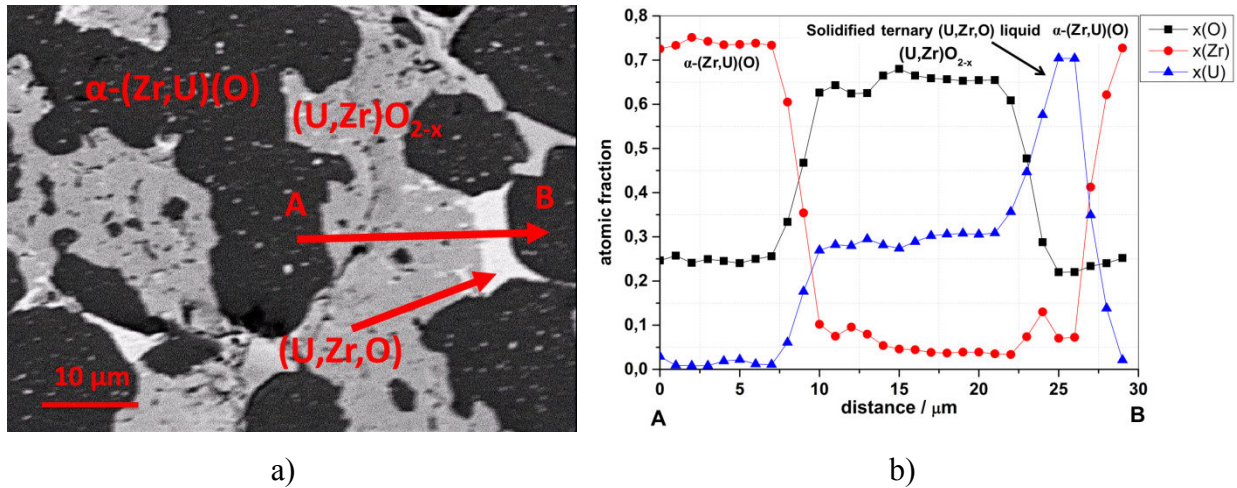 α-(Zr,U)(O)
(U,Zr)O2-x
A
B
(U,Zr,O)
10 μm
a)
0,8
0,7
0,6
0,5
0,4
0,3
0,2
0,1
0,0
atomic fraction
Solidified ternary (U,Zr,O) liquid α-(Zr,U)(O)
(U,Zr)O2-x
α-(Zr,U)(O)
x(O)
x(Zr)
x(U)
0 5 10 15 20 25 30
A distance / μm B
b)